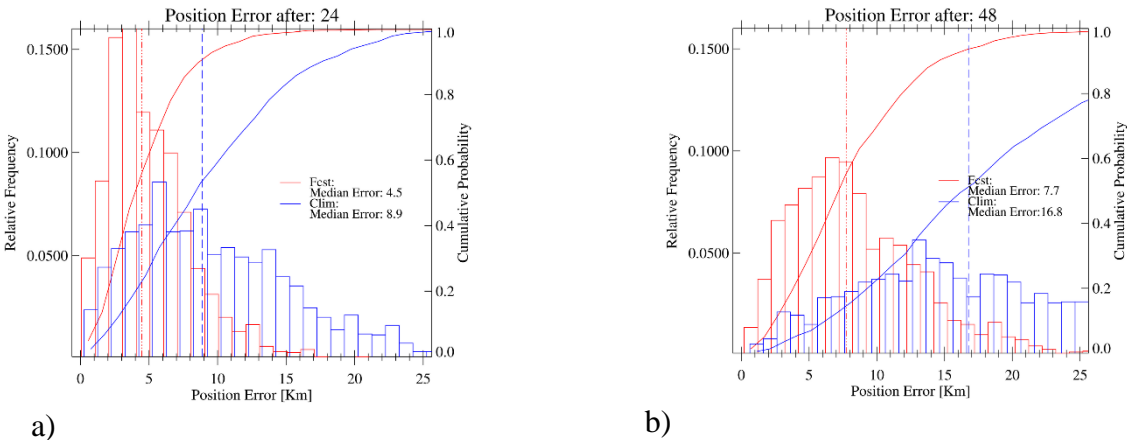 Position Error after: 24
0.1500
0.1000
0.0500
Relative Frequency
1.0
0.8
0.6
0.4
0.2
0.0
Cumulative Probability
Fcst:
Median Error: 4.5
Clim:
Median Error: 8.9
0 5 10 15 20 25
Position Error [Km]
a)
Position Error after: 48
0.1500
0.1000
0.0500
Relative Frequency
1.0
0.8
0.6
0.4
0.2
0.0
Cumulative Probability
Fcst:
Median Error: 7.7
Clim:
Median Error:16.8
0 5 10 15 20 25
Position Error [Km]
b)